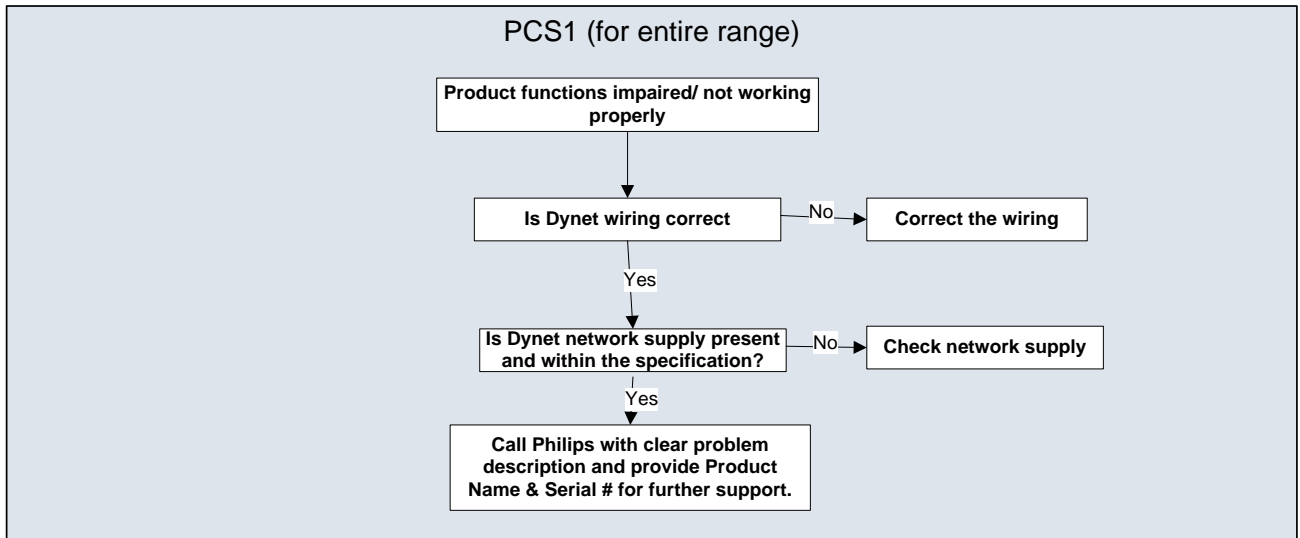 PCS1 (for entire range)
Product functions impaired/ not working
properly
Is Dynet wiring correct
No
Correct the wiring
Yes
Is Dynet network supply present
and within the specification?
No
Check network supply
Yes
Call Philips with clear problem
description and provide Product
Name & Serial # for further support.